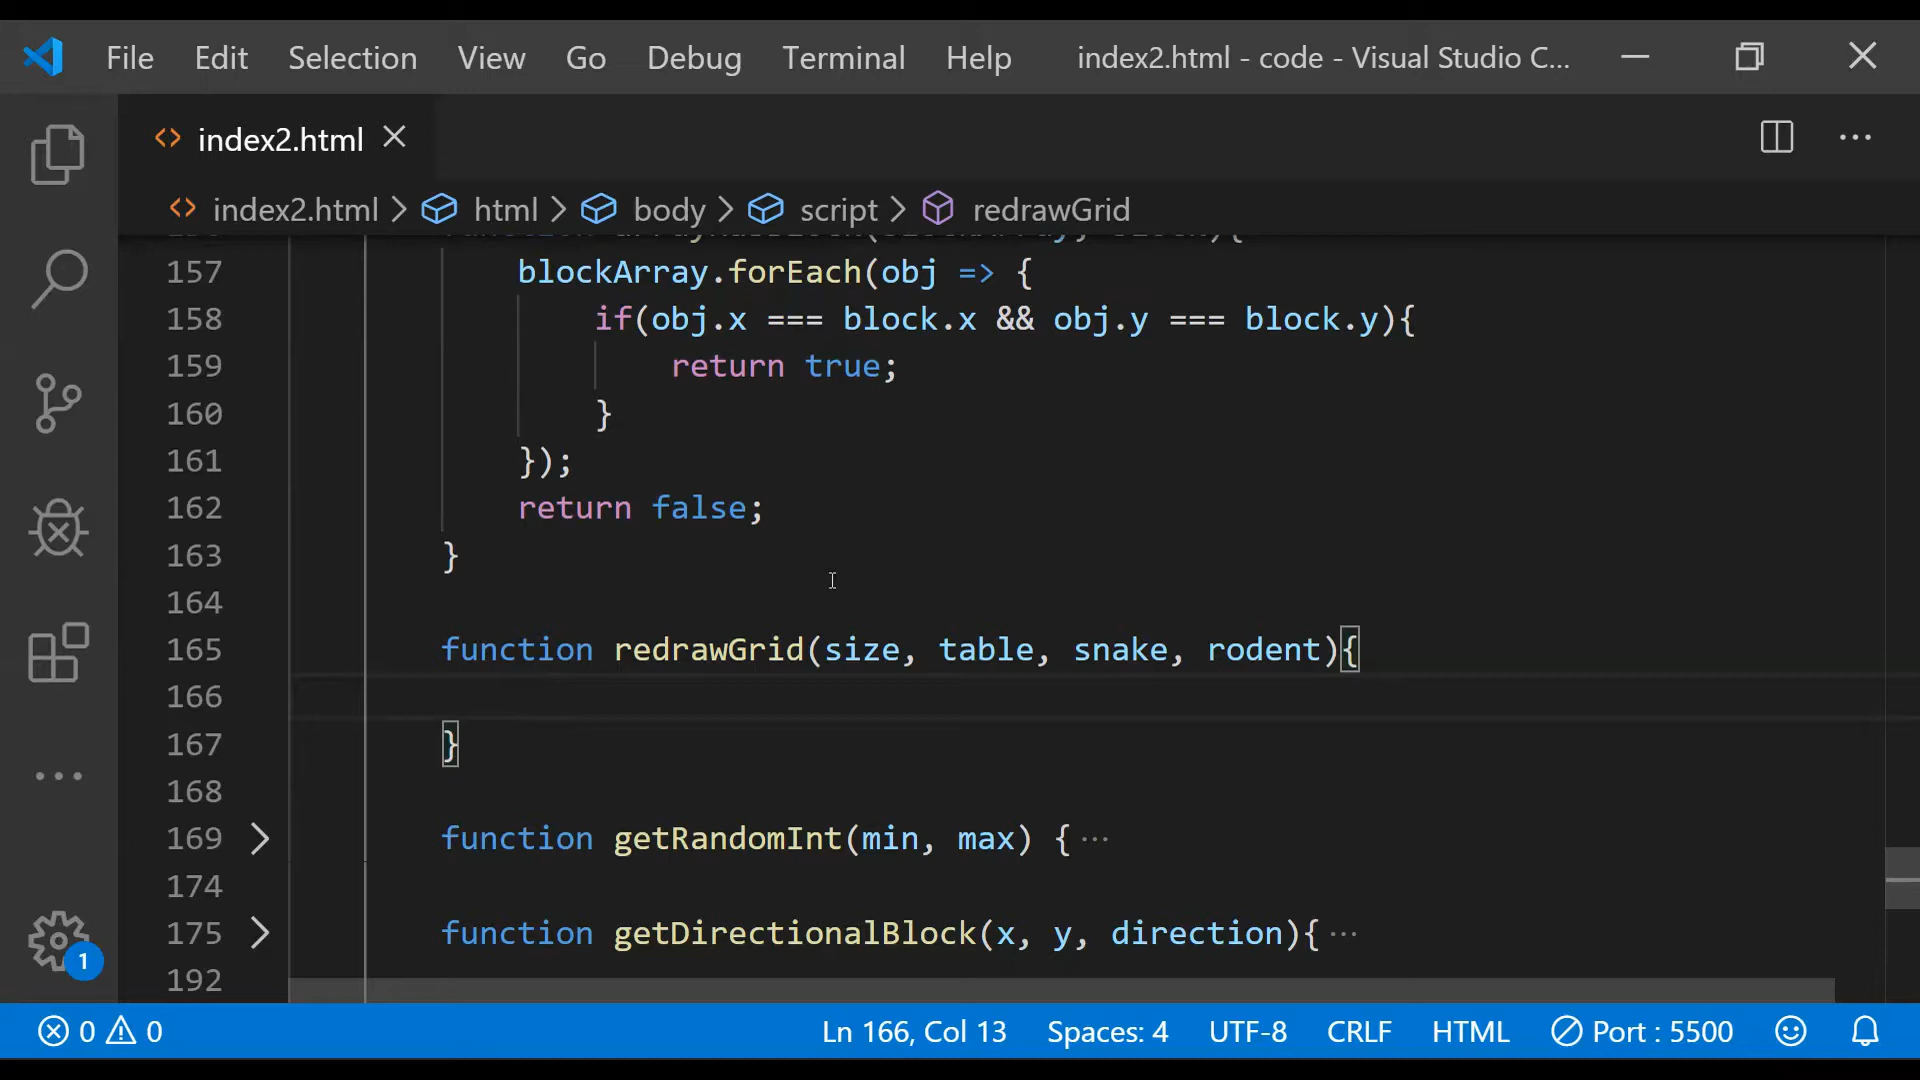 File Edit Selection View Go Debug Terminal Help index2.html - code - Visual Studio C...
index2.html
index2.html > html > body > script > redrawGrid
157 blockArray.forEach(obj => {
158 if(obj.x === block.x && obj.y === block.y){
159 return true;
160 }
161 });
162 return false;
163 }
164
165 function redrawGrid(size, table, snake, rodent){
166
167 }
168
169 function getRandomInt(min, max) { ...
174
175 function getDirectionalBlock(x, y, direction){ ...
192
1
0 0 Ln 166, Col 13 Spaces: 4 UTF-8 CRLF HTML Port : 5500